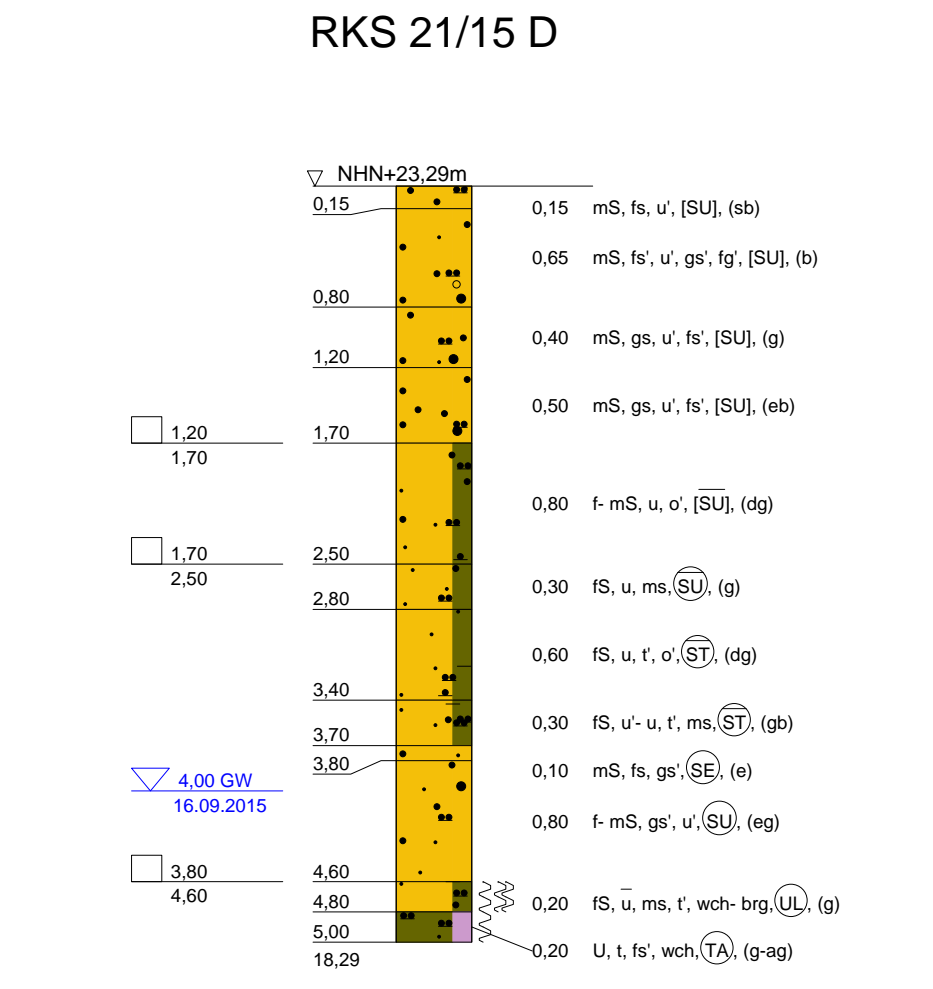 RKS 21/15 D
NHN+23,29m
0,15
0,15 mS, fs, u', [SU], (sb)
0,65 mS, fs', u', gs', fg', [SU], (b)
0,80
0,40 mS, gs, u', fs', [SU], (g)
1,20
0,50 mS, gs, u', fs', [SU], (eb)
1,20
1,70
1,70
0,80 f- mS, u, o', [S̅U̅], (dg)
1,70
2,50
2,50
0,30 fS, u, ms, S̅U̅, (g)
2,80
0,60 fS, u, t', o', S̅T̅, (dg)
3,40
0,30 fS, u'- u, t', ms, S̅T̅, (gb)
3,70
3,80
0,10 mS, fs, gs', SE, (e)
4,00 GW
16.09.2015
0,80 f- mS, gs', u', SU, (eg)
3,80
4,60
4,60
4,80
0,20 fS, u̅, ms, t', wch- brg, UL, (g)
5,00
0,20 U, t, fs', wch, TA, (g-ag)
18,29